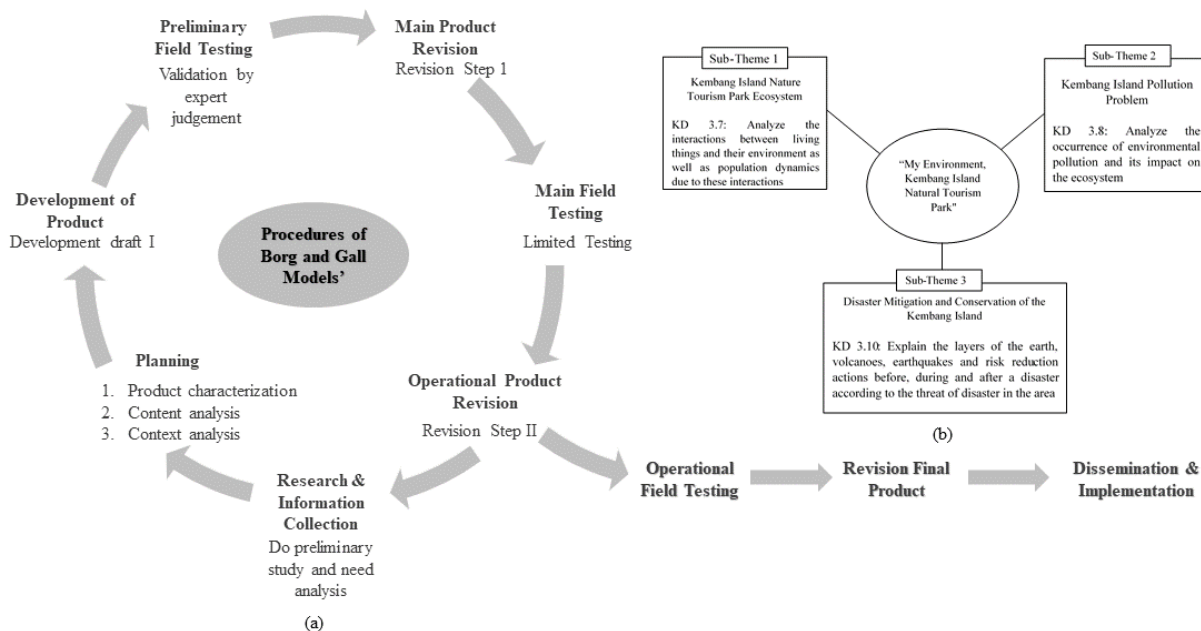 Preliminary
Field Testing
Validation by
expert
judgement
Main Product
Revision
Revision Step 1
Main Field
Testing
Limited Testing
Operational Product
Revision
Revision Step II
Research &
Information
Collection
Do preliminary
study and need
analysis
Planning
1. Product characterization
2. Content analysis
3. Context analysis
Development of
Product
Development draft I
Procedures of
Borg and Gall
Models’
Operational
Field Testing
Revision Final
Product
Dissemination &
Implementation
(a)
Sub-Theme 1
Kembang Island Nature
Tourism Park Ecosystem
KD 3.7: Analyze the
interactions between living
things and their environment as
well as population dynamics
due to these interactions
Sub-Theme 2
Kembang Island Pollution
Problem
KD 3.8: Analyze the
occurrence of environmental
pollution and its impact on
the ecosystem
“My Environment,
Kembang Island
Natural Tourism
Park"
Sub-Theme 3
Disaster Mitigation and Conservation of the
Kembang Island
KD 3.10: Explain the layers of the earth,
volcanoes, earthquakes and risk reduction
actions before, during and after a disaster
according to the threat of disaster in the area
(b)